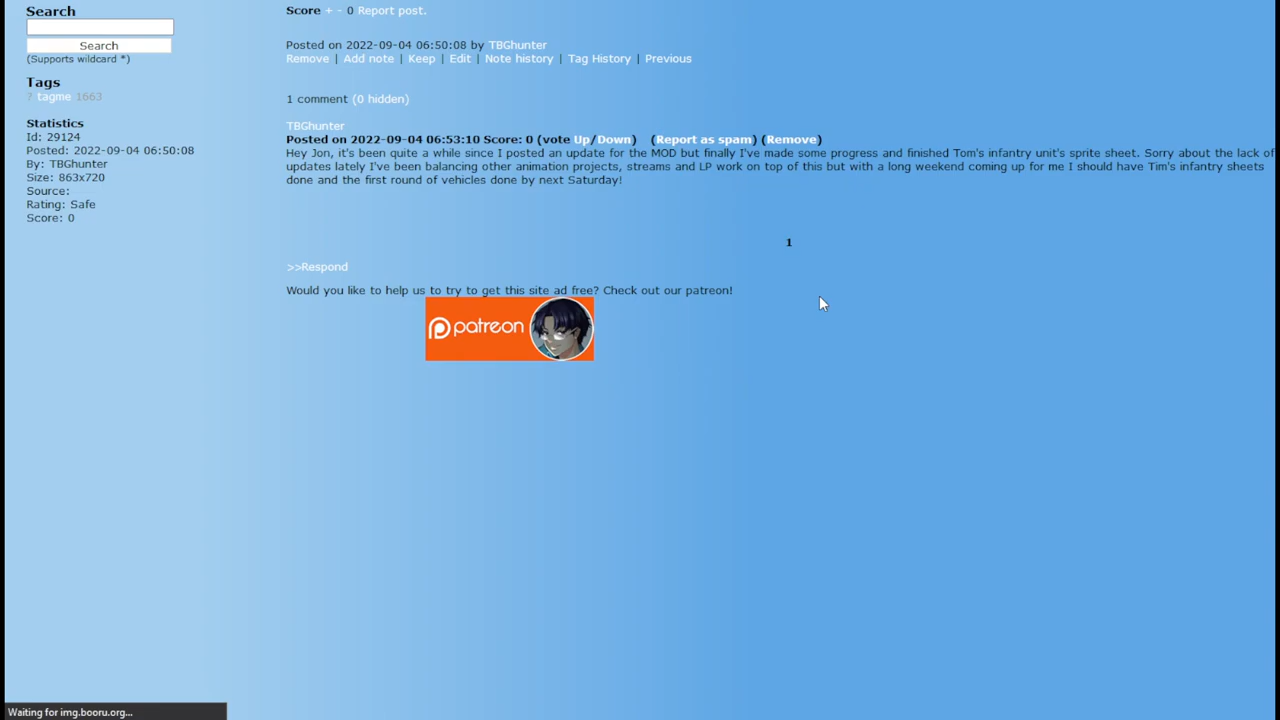 Search
Search
(Supports wildcard *)
Tags
? tagme 1663
Statistics
Id: 29124
Posted: 2022-09-04 06:50:08
By: TBGhunter
Size: 863x720
Source:
Rating: Safe
Score: 0
Score + - 0 Report post.
Posted on 2022-09-04 06:50:08 by TBGhunter
Remove | Add note | Keep | Edit | Note history | Tag History | Previous
1 comment (0 hidden)
TBGhunter
Posted on 2022-09-04 06:53:10 Score: 0 (vote Up/Down) (Report as spam) (Remove)
Hey Jon, it's been quite a while since I posted an update for the MOD but finally I've made some progress and finished Tom's infantry unit's sprite sheet. Sorry about the lack of
updates lately I've been balancing other animation projects, streams and LP work on top of this but with a long weekend coming up for me I should have Tim's infantry sheets
done and the first round of vehicles done by next Saturday!
1
>>Respond
Would you like to help us to try to get this site ad free? Check out our patreon!
patreon
Waiting for img.booru.org...